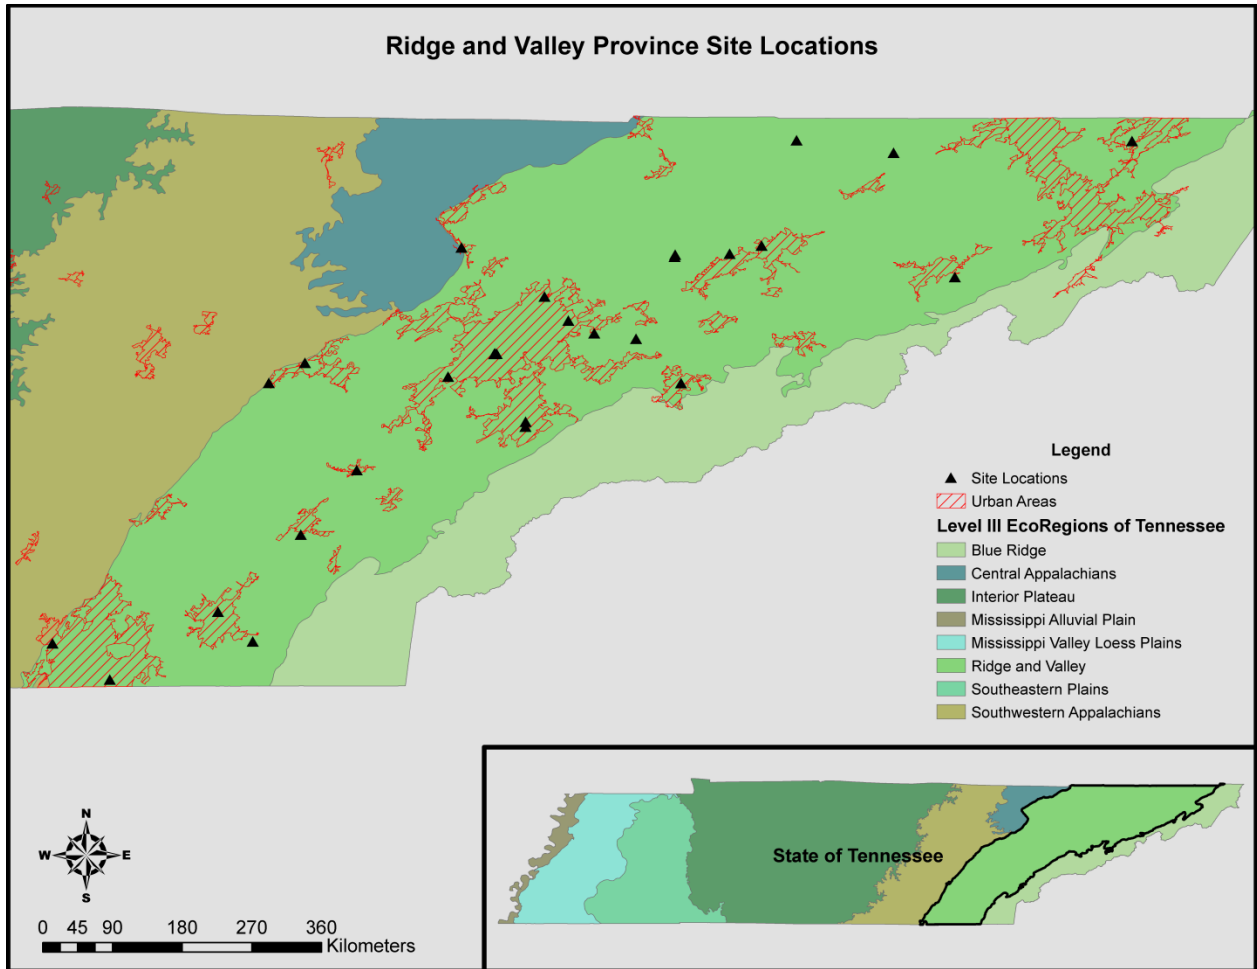 Ridge and Valley Province Site Locations
Legend
Site Locations
Urban Areas
Level III EcoRegions of Tennessee
Blue Ridge
Central Appalachians
Interior Plateau
Mississippi Alluvial Plain
Mississippi Valley Loess Plains
Ridge and Valley
Southeastern Plains
Southwestern Appalachians
State of Tennessee
N
W E
S
0 45 90 180 270 360
Kilometers